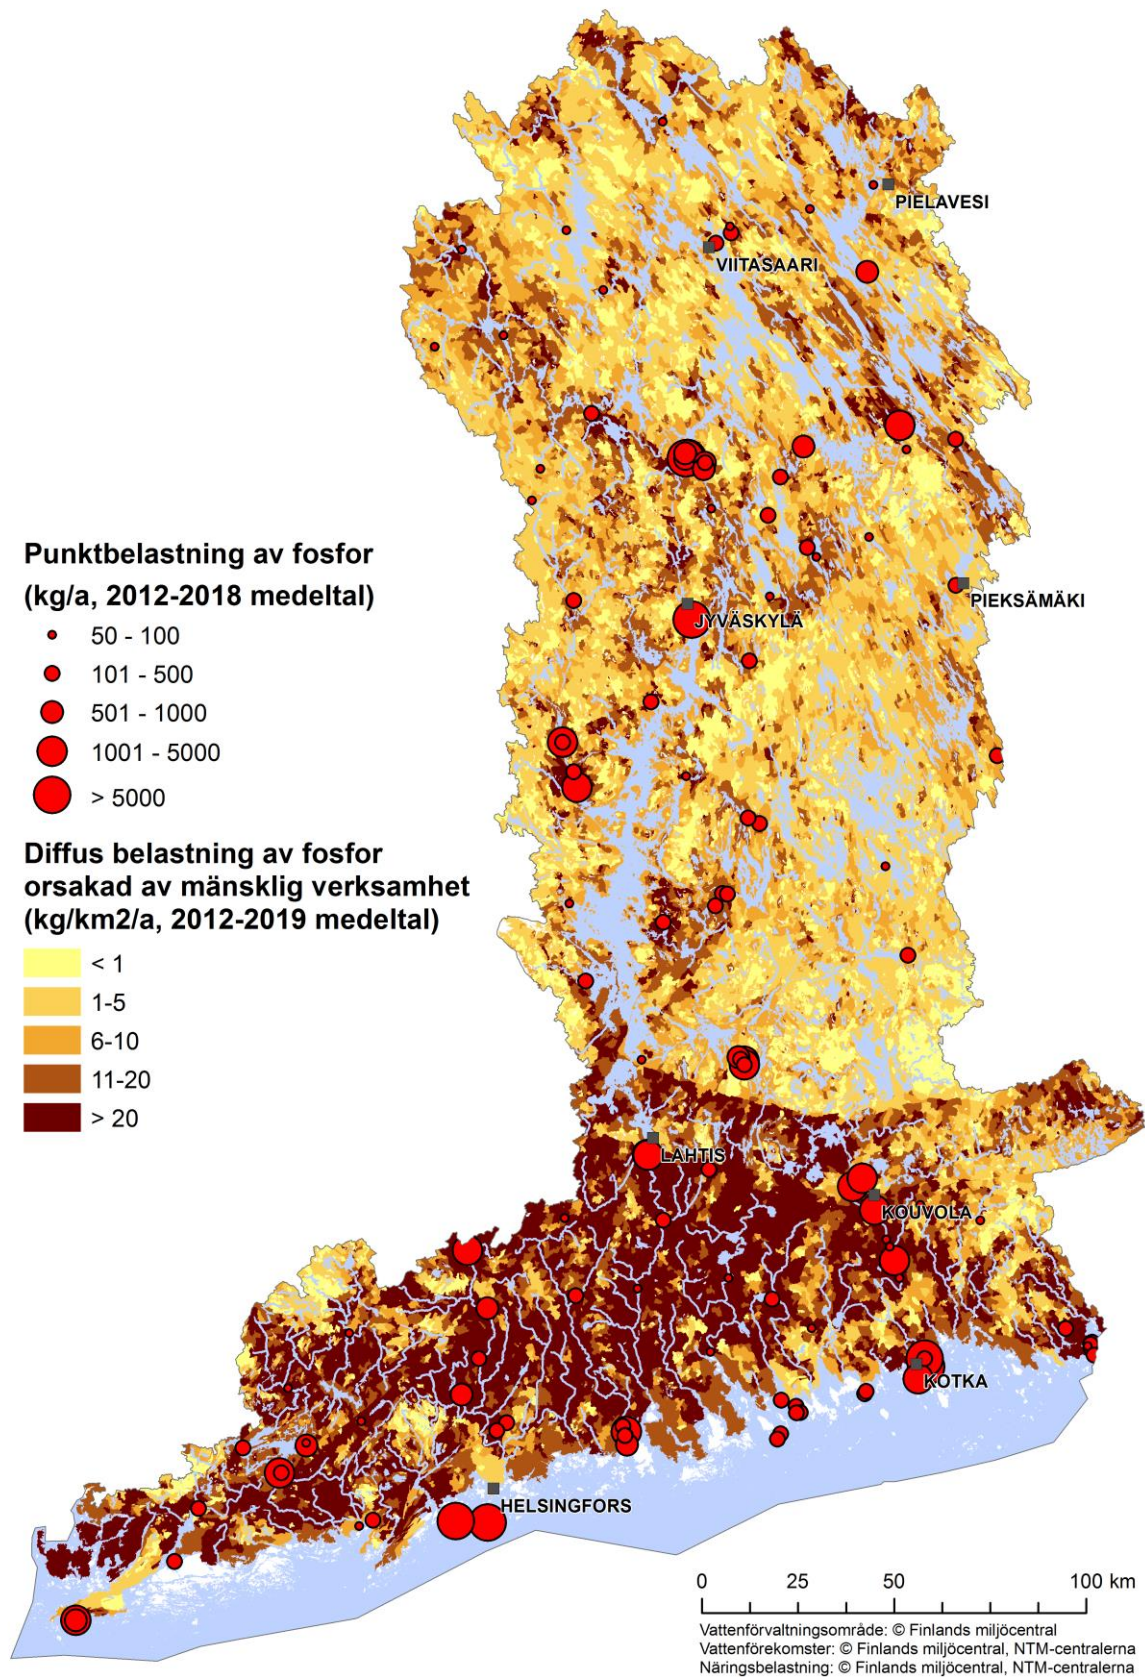 PIELAVESI
VIITASAARI
Punktbelastning av fosfor
(kg/a, 2012-2018 medeltal)
50 - 100
101 - 500
501 - 1000
1001 - 5000
> 5000
PIEKSÄMÄKI
JYVÄSKYLÄ
Diffus belastning av fosfor
orsakad av mänsklig verksamhet
(kg/km2/a, 2012-2019 medeltal)
< 1
1-5
6-10
11-20
> 20
LAHTIS
KOUVOLA
KOTKA
HELSINGFORS
0 25 50 100 km
Vattenförvaltningsområde: © Finlands miljöcentral
Vattenförekomster: © Finlands miljöcentral, NTM-centralerna
Näringsbelastning: © Finlands miljöcentral, NTM-centralerna